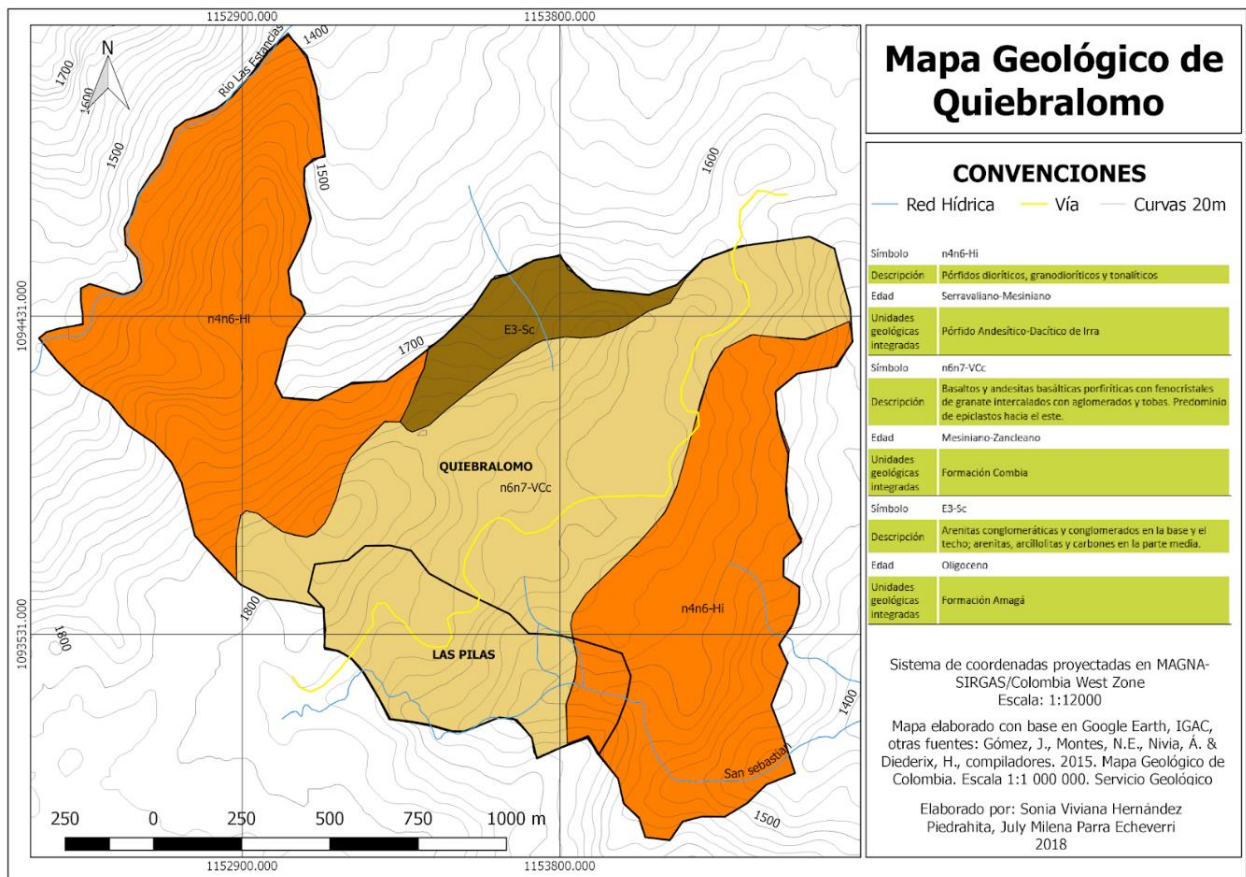 1152900.000
1153800.000
N
1700
1600
1500
Rio Las Estancias
1400
1500
1600
1094431.000
n4n6-Hi
E3-Sc
1700
QUIEBRALOMO
n6n7-VCc
1800
1800
n4n6-Hi
1093531.000
LAS PILAS
1400
San sebastian
1500
250 0 250 500 750 1000 m
1152900.000
1153800.000
Mapa Geológico de
Quiebralomo
CONVENCIONES
Red Hídrica Vía Curvas 20m
Símbolo n4n6-Hi
Descripción Pórfidos dioríticos, granodioríticos y tonalíticos
Edad Serravaliano-Mesiniano
Unidades
geológicas
integradas
Pórfido Andesítico-Dacítico de Irra
Símbolo n6n7-VCc
Descripción
Basaltos y andesitas basálticas porfiríticas con fenocristales
de granate intercalados con aglomerados y tobas. Predominio
de epiclastos hacia el este.
Edad Mesiniano-Zancleano
Unidades
geológicas
integradas
Formación Combia
Símbolo E3-Sc
Descripción
Arenitas conglomeráticas y conglomerados en la base y el
techo; arenitas, arcillolitas y carbones en la parte media.
Edad Oligoceno
Unidades
geológicas
integradas
Formación Amagá
Sistema de coordenadas proyectadas en MAGNA-
SIRGAS/Colombia West Zone
Escala: 1:12000
Mapa elaborado con base en Google Earth, IGAC,
otras fuentes: Gómez, J., Montes, N.E., Nivia, Á. &
Diederix, H., compiladores. 2015. Mapa Geológico de
Colombia. Escala 1:1 000 000. Servicio Geológico
Elaborado por: Sonia Viviana Hernández
Piedrahita, July Milena Parra Echeverri
2018